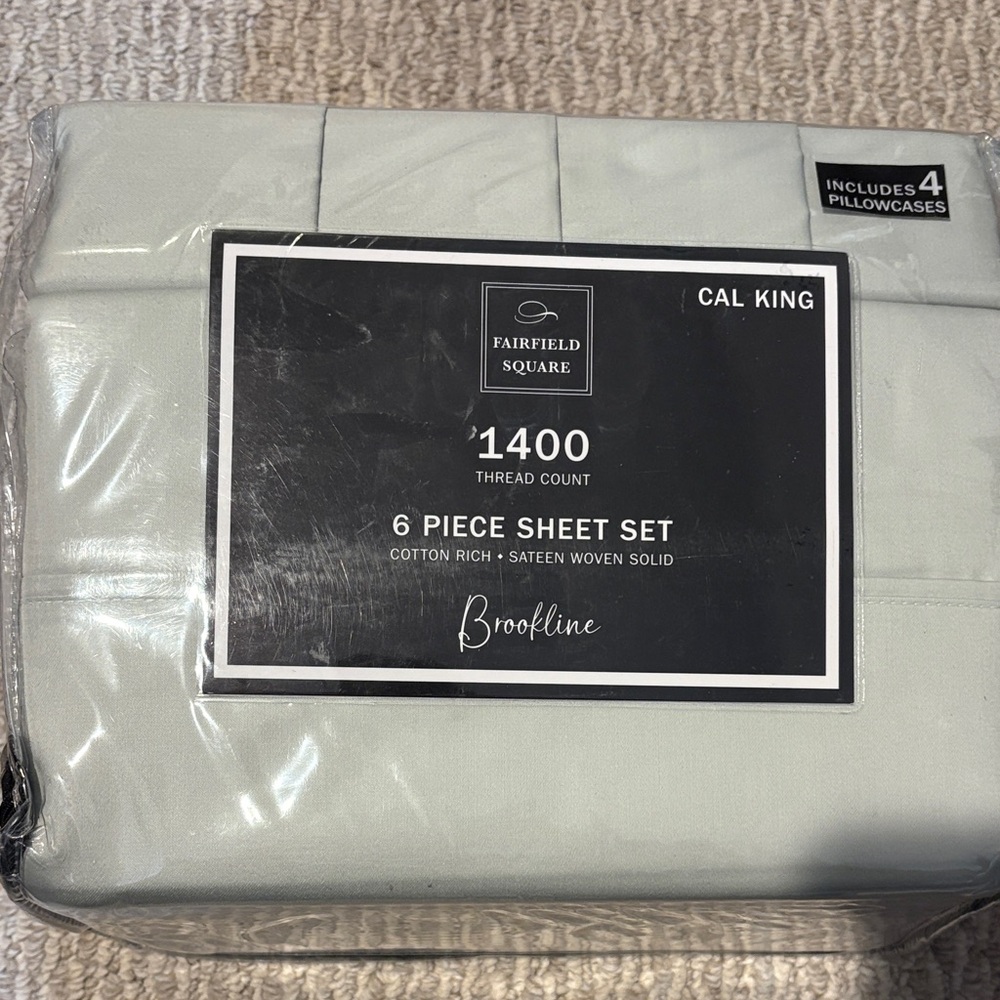 INCLUDES 4
PILLOWCASES
CAL KING
FAIRFIELD
SQUARE
1400
THREAD COUNT
6 PIECE SHEET SET
COTTON RICH • SATEEN WOVEN SOLID
Brookline